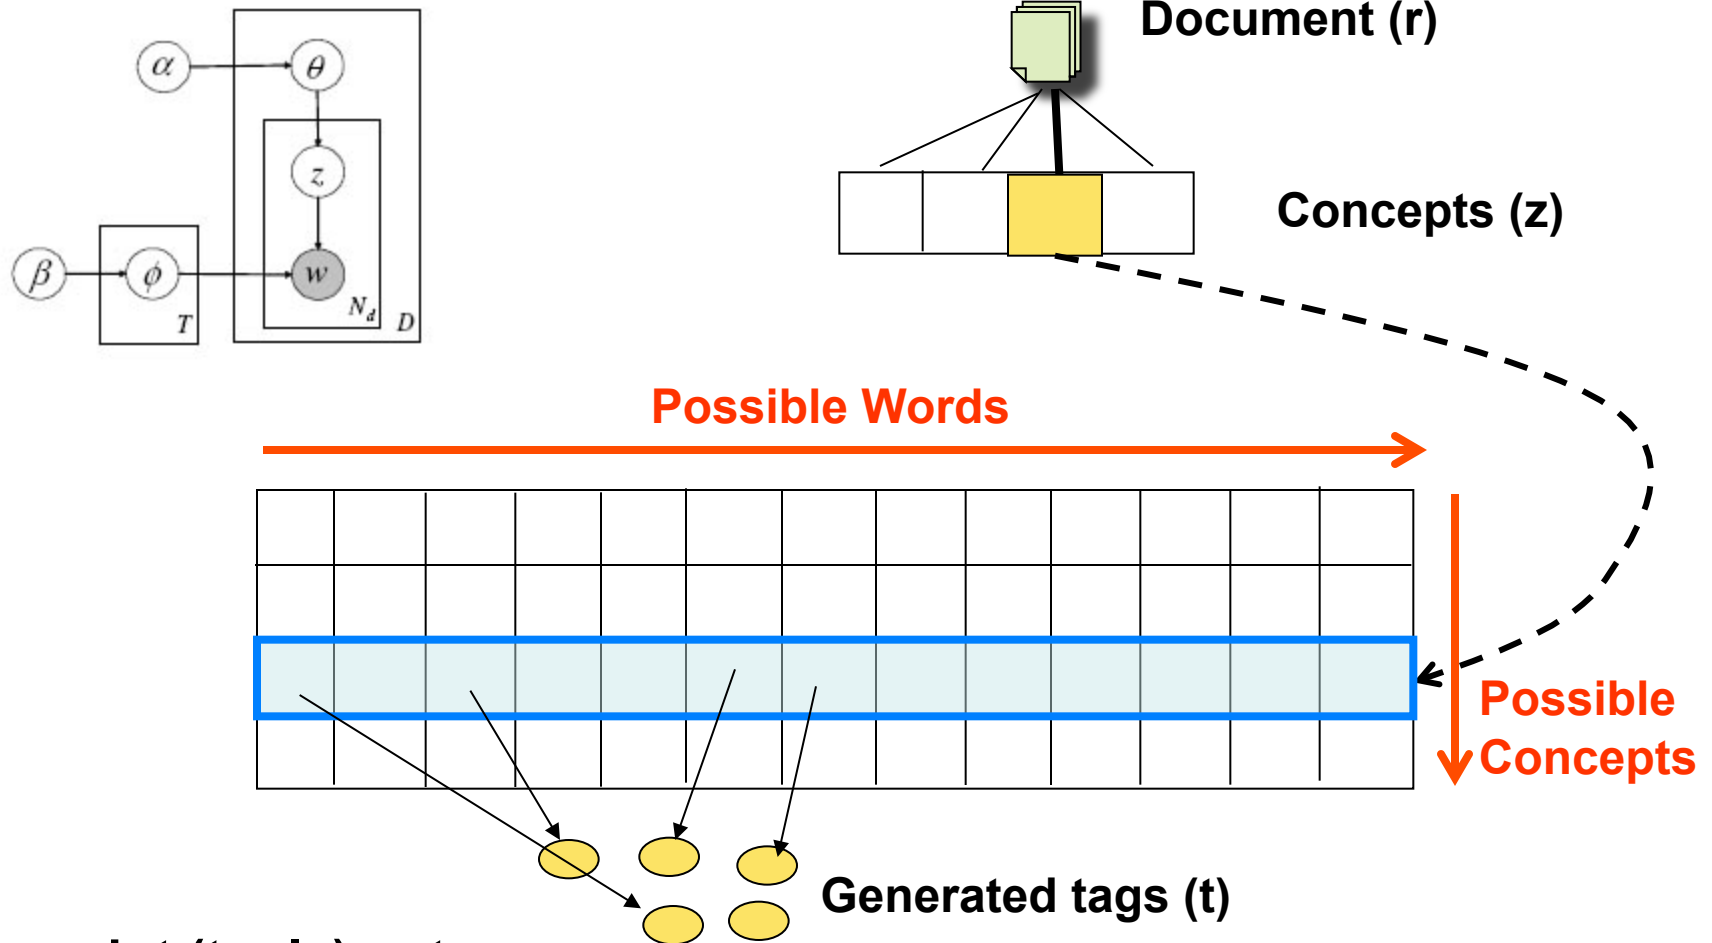 Document (r)
α
θ
z
Concepts (z)
β
ϕ
w
N_d
T
D
Possible Words
Possible
Concepts
Generated tags (t)